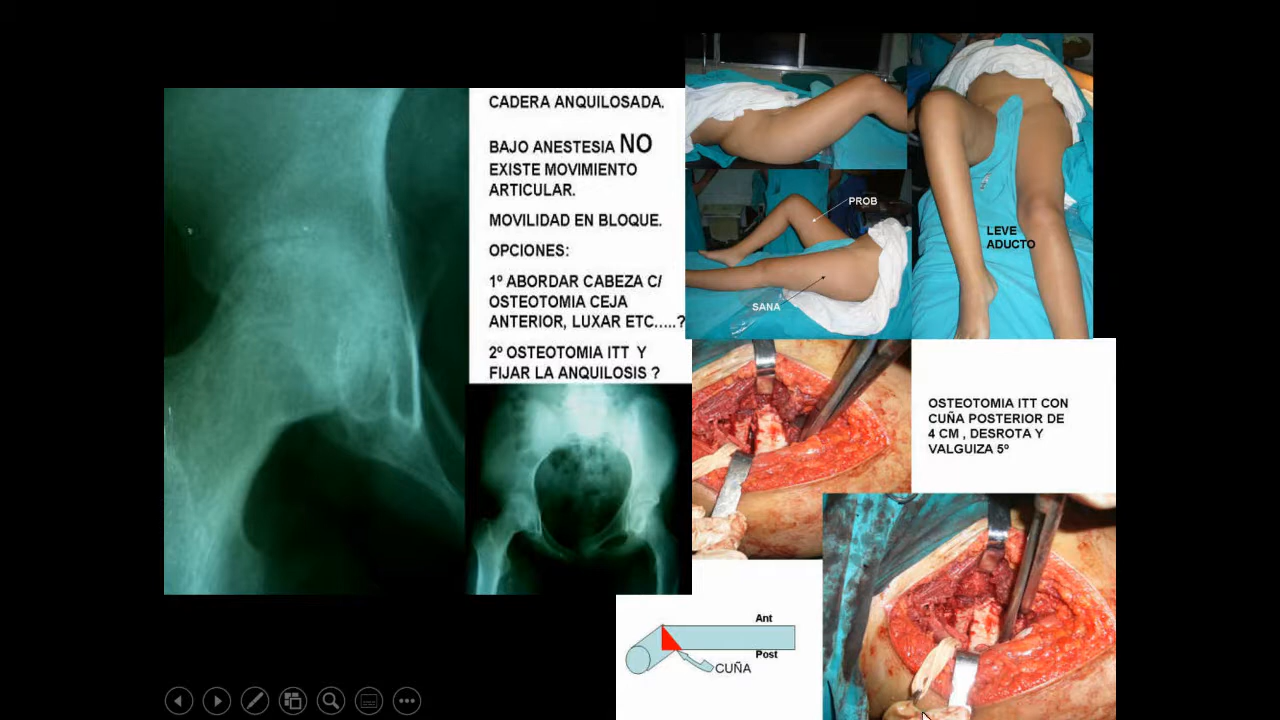 CADERA ANQUILOSADA.
BAJO ANESTESIA NO
EXISTE MOVIMIENTO
ARTICULAR.
MOVILIDAD EN BLOQUE.
OPCIONES:
1º ABORDAR CABEZA C/
OSTEOTOMIA CEJA
ANTERIOR, LUXAR ETC.....?
2º OSTEOTOMIA ITT Y
FIJAR LA ANQUILOSIS ?
PROB
SANA
LEVE
ADUCTO
OSTEOTOMIA ITT CON
CUÑA POSTERIOR DE
4 CM , DESROTA Y
VALGUIZA 5º
Ant
Post
CUÑA